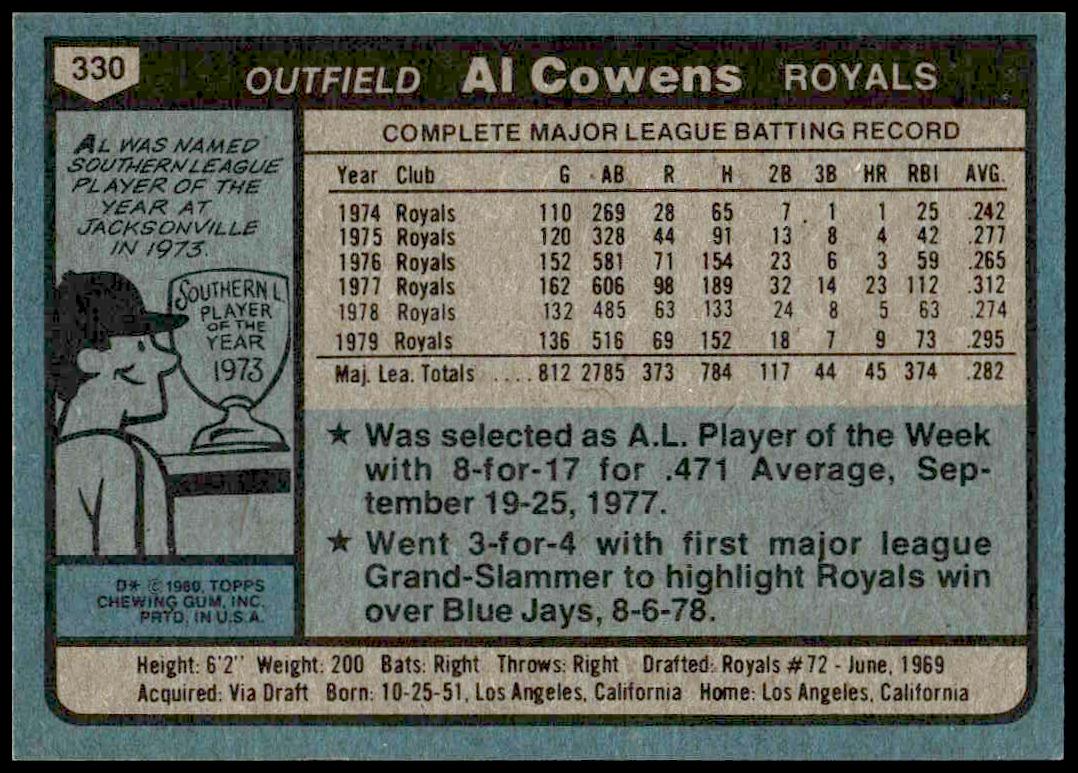 330
OUTFIELD Al Cowens ROYALS
AL WAS NAMED
SOUTHERN LEAGUE
PLAYER OF THE
YEAR AT
JACKSONVILLE
IN 1973.
SOUTHERN L.
PLAYER
OF THE
YEAR
1973
D* © 1980, TOPPS
CHEWING GUM, INC.
PRTD. IN U.S.A.
COMPLETE MAJOR LEAGUE BATTING RECORD
Year Club G AB R H 2B 3B HR RBI AVG.
1974 Royals 110 269 28 65 7 1 1 25 .242
1975 Royals 120 328 44 91 13 8 4 42 .277
1976 Royals 152 581 71 154 23 6 3 59 .265
1977 Royals 162 606 98 189 32 14 23 112 .312
1978 Royals 132 485 63 133 24 8 5 63 .274
1979 Royals 136 516 69 152 18 7 9 73 .295
Maj. Lea. Totals .... 812 2785 373 784 117 44 45 374 .282
★ Was selected as A.L. Player of the Week
with 8-for-17 for .471 Average, Sep-
tember 19-25, 1977.
★ Went 3-for-4 with first major league
Grand-Slammer to highlight Royals win
over Blue Jays, 8-6-78.
Height: 6'2" Weight: 200 Bats: Right Throws: Right Drafted: Royals #72 - June, 1969
Acquired: Via Draft Born: 10-25-51, Los Angeles, California Home: Los Angeles, California